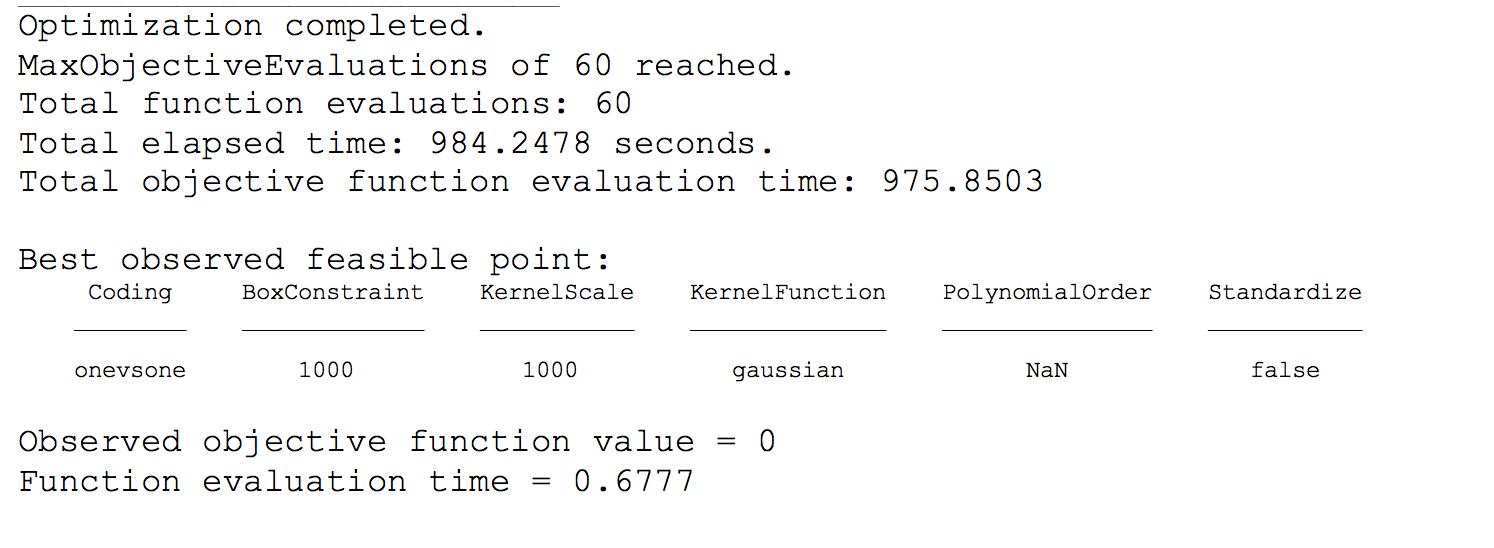 Optimization completed.
MaxObjectiveEvaluations of 60 reached.
Total function evaluations: 60
Total elapsed time: 984.2478 seconds.
Total objective function evaluation time: 975.8503
Best observed feasible point:
Coding BoxConstraint KernelScale KernelFunction PolynomialOrder Standardize
onevsone 1000 1000 gaussian NaN false
Observed objective function value = 0
Function evaluation time = 0.6777